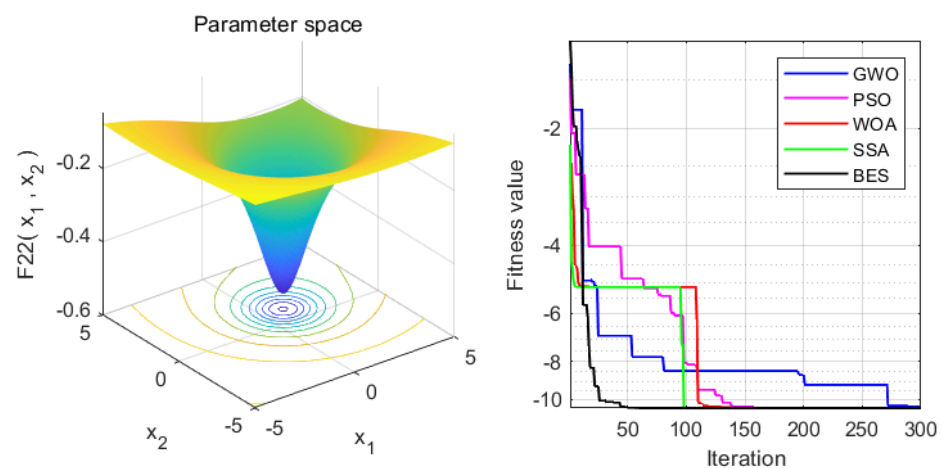 Parameter space
F22( x₁ , x₂ )
-0.2
-0.4
-0.6
5
0
-5
x₂
-5
0
5
x₁
Fitness value
-2
-4
-6
-8
-10
GWO
PSO
WOA
SSA
BES
50 100 150 200 250 300
Iteration